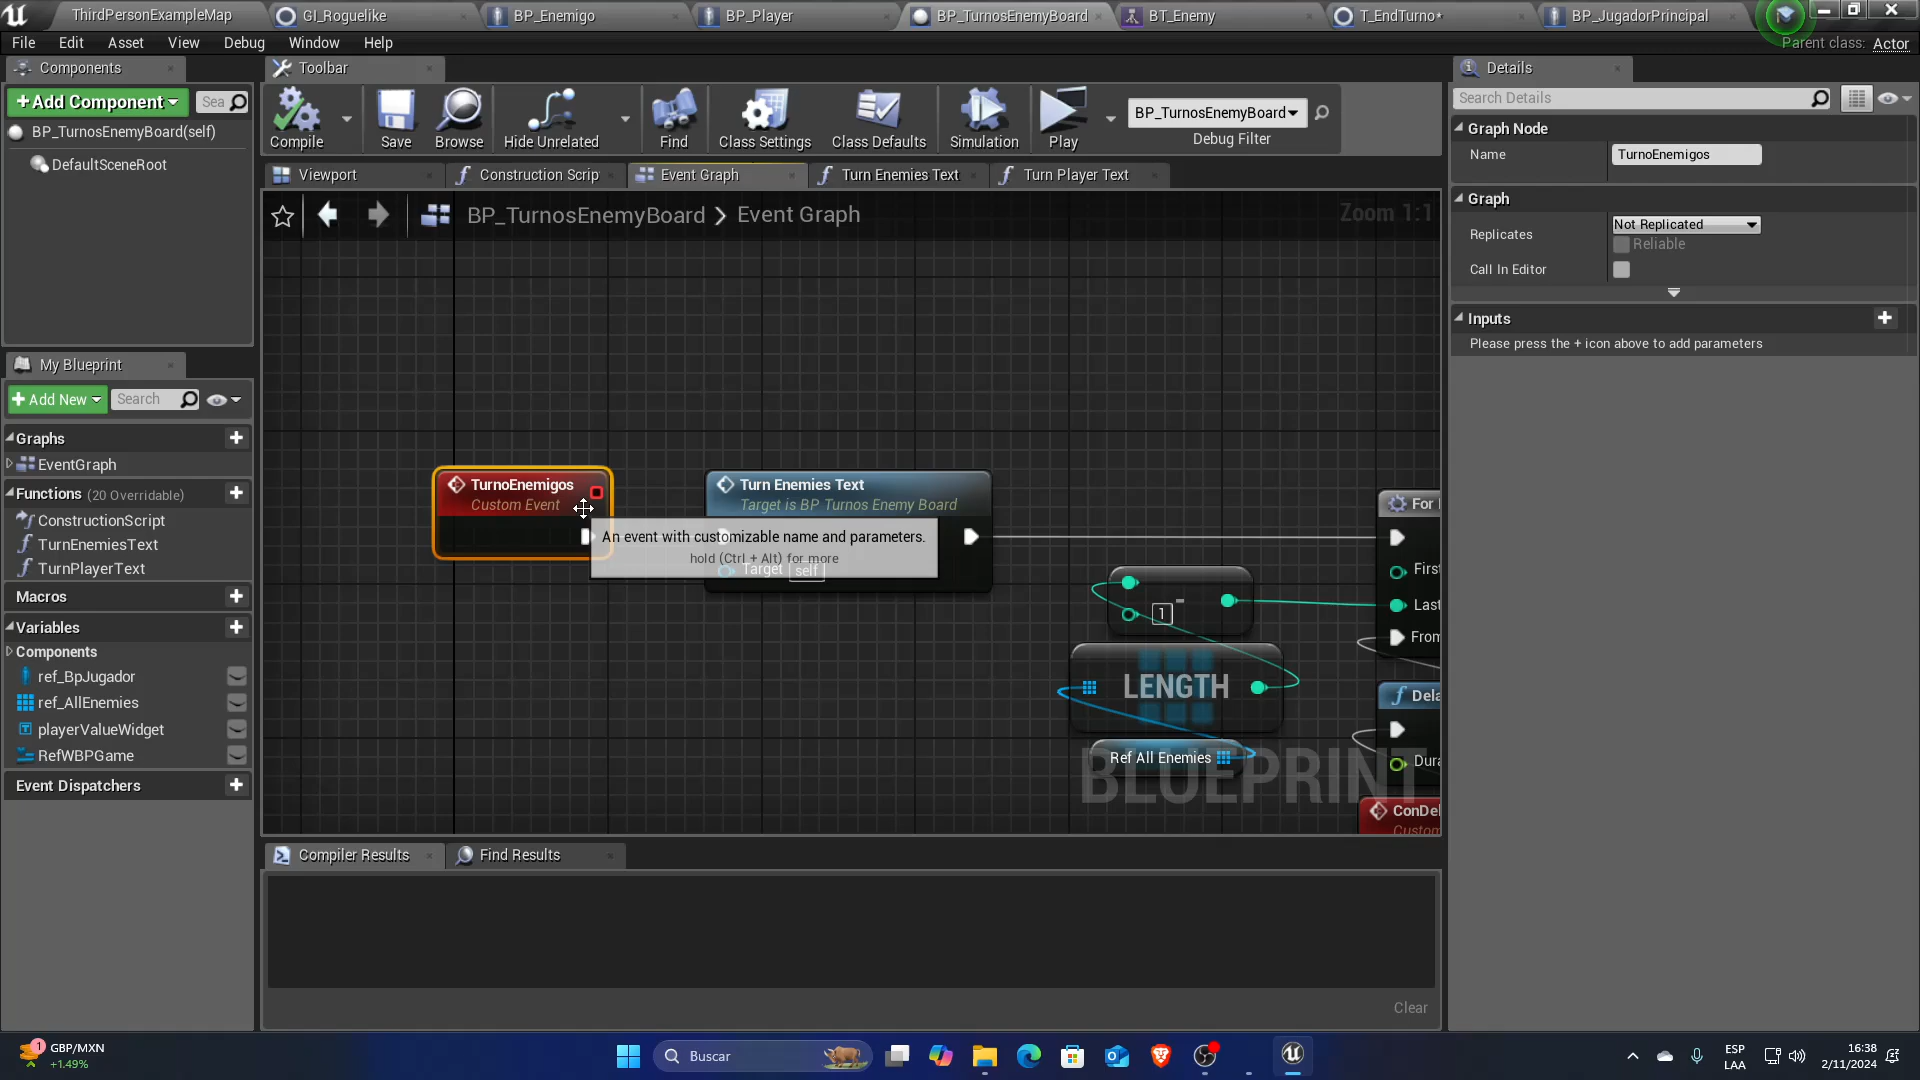 ThirdPersonExampleMap
GI_Roguelike
BP_Enemigo
BP_Player
BP_TurnosEnemyBoard
BT_Enemy
T_EndTurno*
BP_JugadorPrincipal
File
Edit
Asset
View
Debug
Window
Help
Parent class: Actor
Components
Toolbar
Details
+Add Component
Sea
BP_TurnosEnemyBoard(self)
DefaultSceneRoot
Compile
Save
Browse
Hide Unrelated
Find
Class Settings
Class Defaults
Simulation
Play
BP_TurnosEnemyBoard
Debug Filter
Search Details
Graph Node
Name
TurnoEnemigos
Graph
Replicates
Not Replicated
Reliable
Call In Editor
Inputs
Please press the + icon above to add parameters
Viewport
Construction Scrip
Event Graph
Turn Enemies Text
Turn Player Text
BP_TurnosEnemyBoard > Event Graph
Zoom 1:1
My Blueprint
+ Add New
Search
Graphs
EventGraph
Functions (20 Overridable)
ConstructionScript
TurnEnemiesText
TurnPlayerText
Macros
Variables
Components
ref_BpJugador
ref_AllEnemies
playerValueWidget
RefWBPGame
Event Dispatchers
TurnoEnemigos
Custom Event
Turn Enemies Text
Target is BP Turnos Enemy Board
An event with customizable name and parameters.
hold (Ctrl + Alt) for more
Target self
For
First
Last
From
- 1
LENGTH
Ref All Enemies
Dela
Dura
ConDel
Custom
BLUEPRINT
Compiler Results
Find Results
Clear
1
GBP/MXN
+1.49%
Buscar
ESP
LAA
16:38
2/11/2024